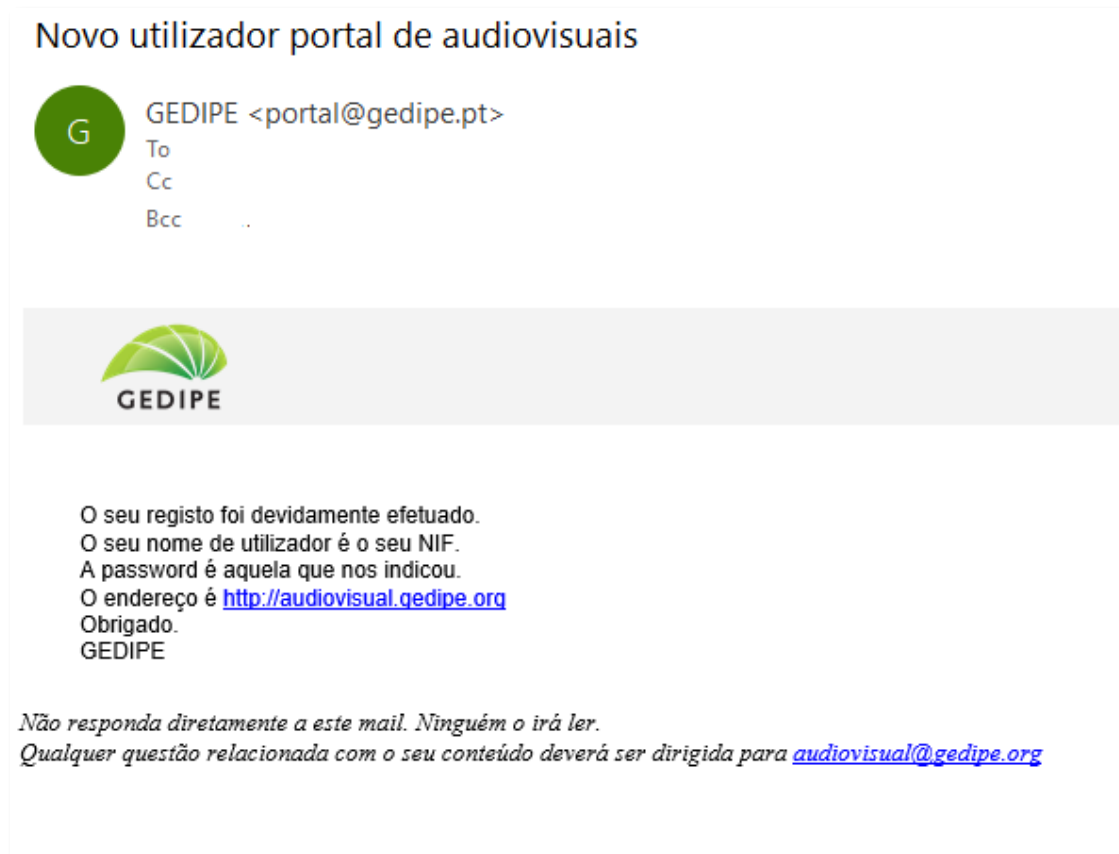 Novo utilizador portal de audiovisuais
G
GEDIPE <portal@gedipe.pt>
To
Cc
Bcc
GEDIPE
O seu registo foi devidamente efetuado.
O seu nome de utilizador é o seu NIF.
A password é aquela que nos indicou.
O endereço é http://audiovisual.gedipe.org
Obrigado.
GEDIPE
Não responda diretamente a este mail. Ninguém o irá ler.
Qualquer questão relacionada com o seu conteúdo deverá ser dirigida para audiovisual@gedipe.org